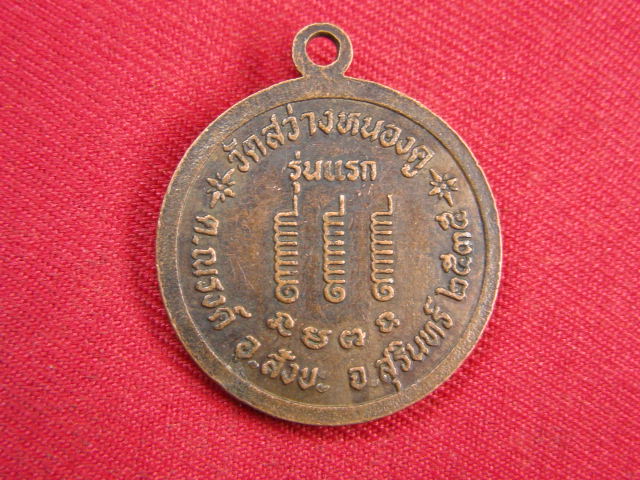 วัดสว่างหนองคู
รุ่นแรก
ต.ณรงค์ อ.สังขะ จ.สุรินทร์ ๒๕๓๕